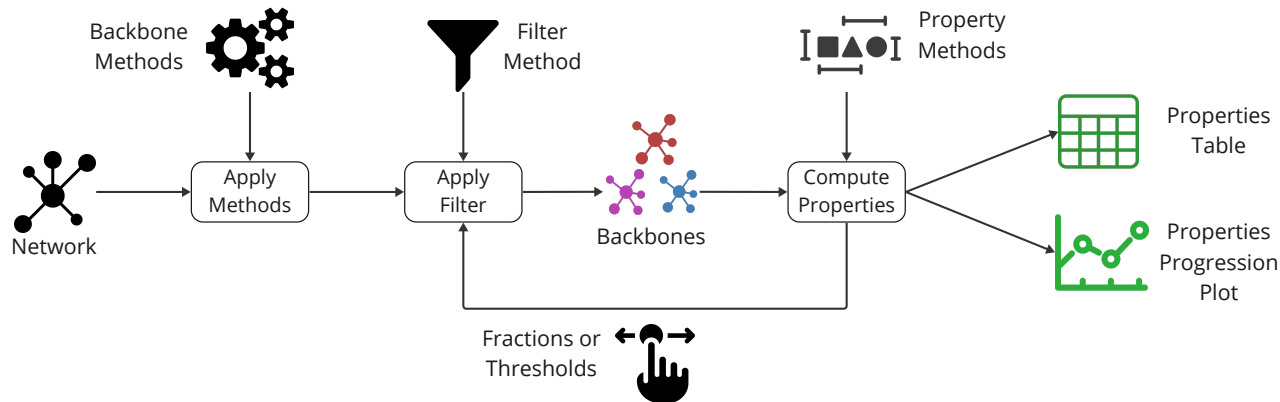 Backbone
Methods
Filter
Method
Property
Methods
Properties
Table
Apply
Methods
Apply
Filter
Compute
Properties
Network
Backbones
Properties
Progression
Plot
Fractions or
Thresholds